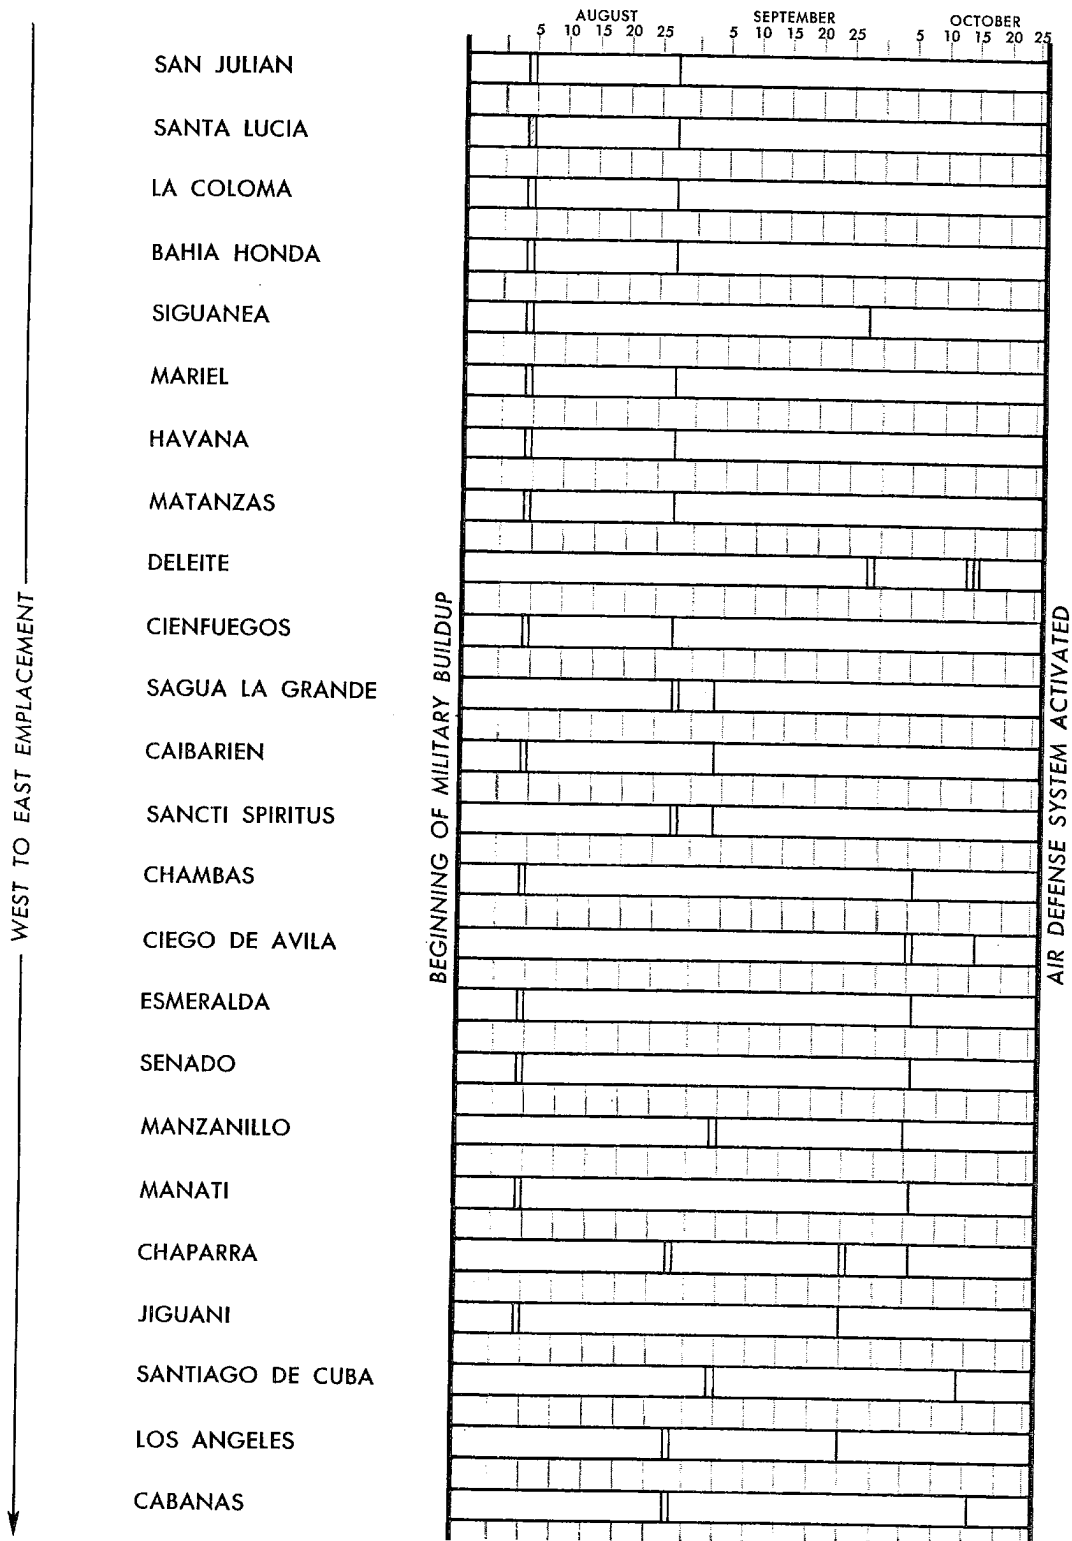 AUGUST SEPTEMBER OCTOBER
5 10 15 20 25 5 10 15 20 25 5 10 15 20 25
SAN JULIAN
SANTA LUCIA
LA COLOMA
BAHIA HONDA
SIGUANEA
MARIEL
HAVANA
MATANZAS
DELEITE
CIENFUEGOS
SAGUA LA GRANDE
CAIBARIEN
SANCTI SPIRITUS
CHAMBAS
CIEGO DE AVILA
ESMERALDA
SENADO
MANZANILLO
MANATI
CHAPARRA
JIGUANI
SANTIAGO DE CUBA
LOS ANGELES
CABANAS
WEST TO EAST EMPLACEMENT
BEGINNING OF MILITARY BUILDUP
AIR DEFENSE SYSTEM ACTIVATED